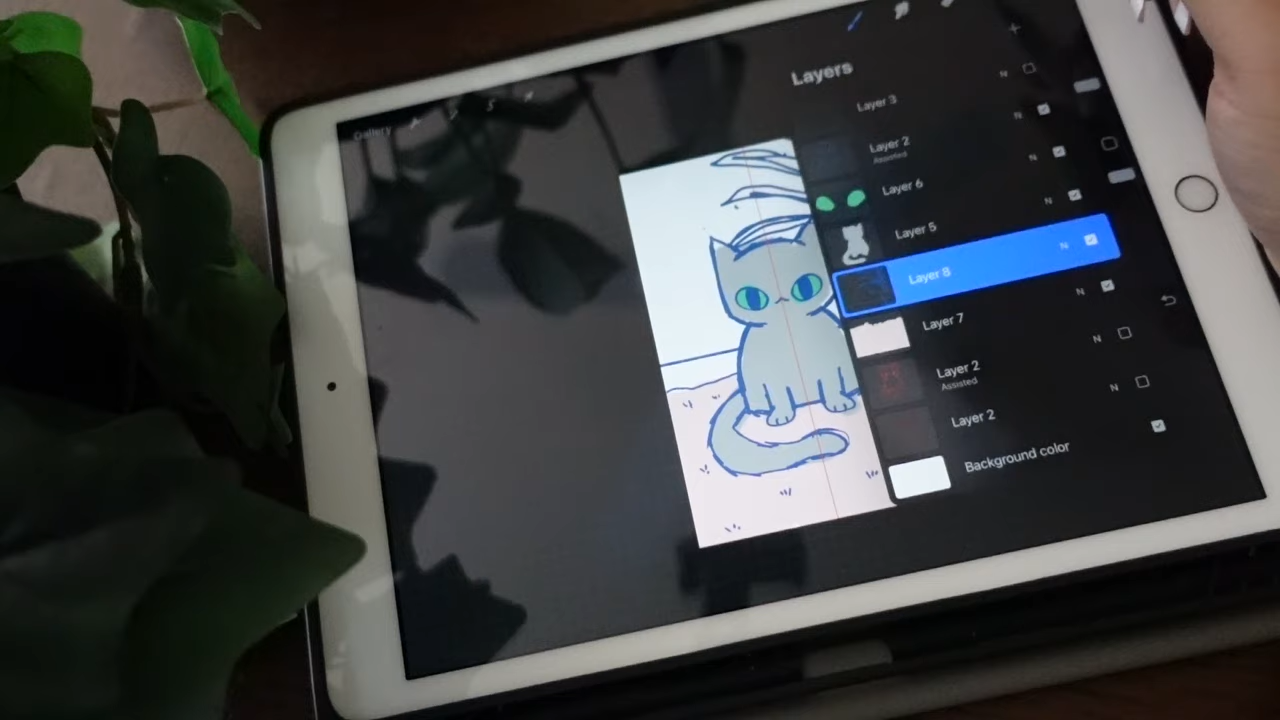 Gallery
Layers
Layer 3
N
Layer 2
N
Assisted
Layer 6
N
Layer 5
N
Layer 8
N
Layer 7
N
Layer 2
N
Assisted
Layer 2
N
Background color